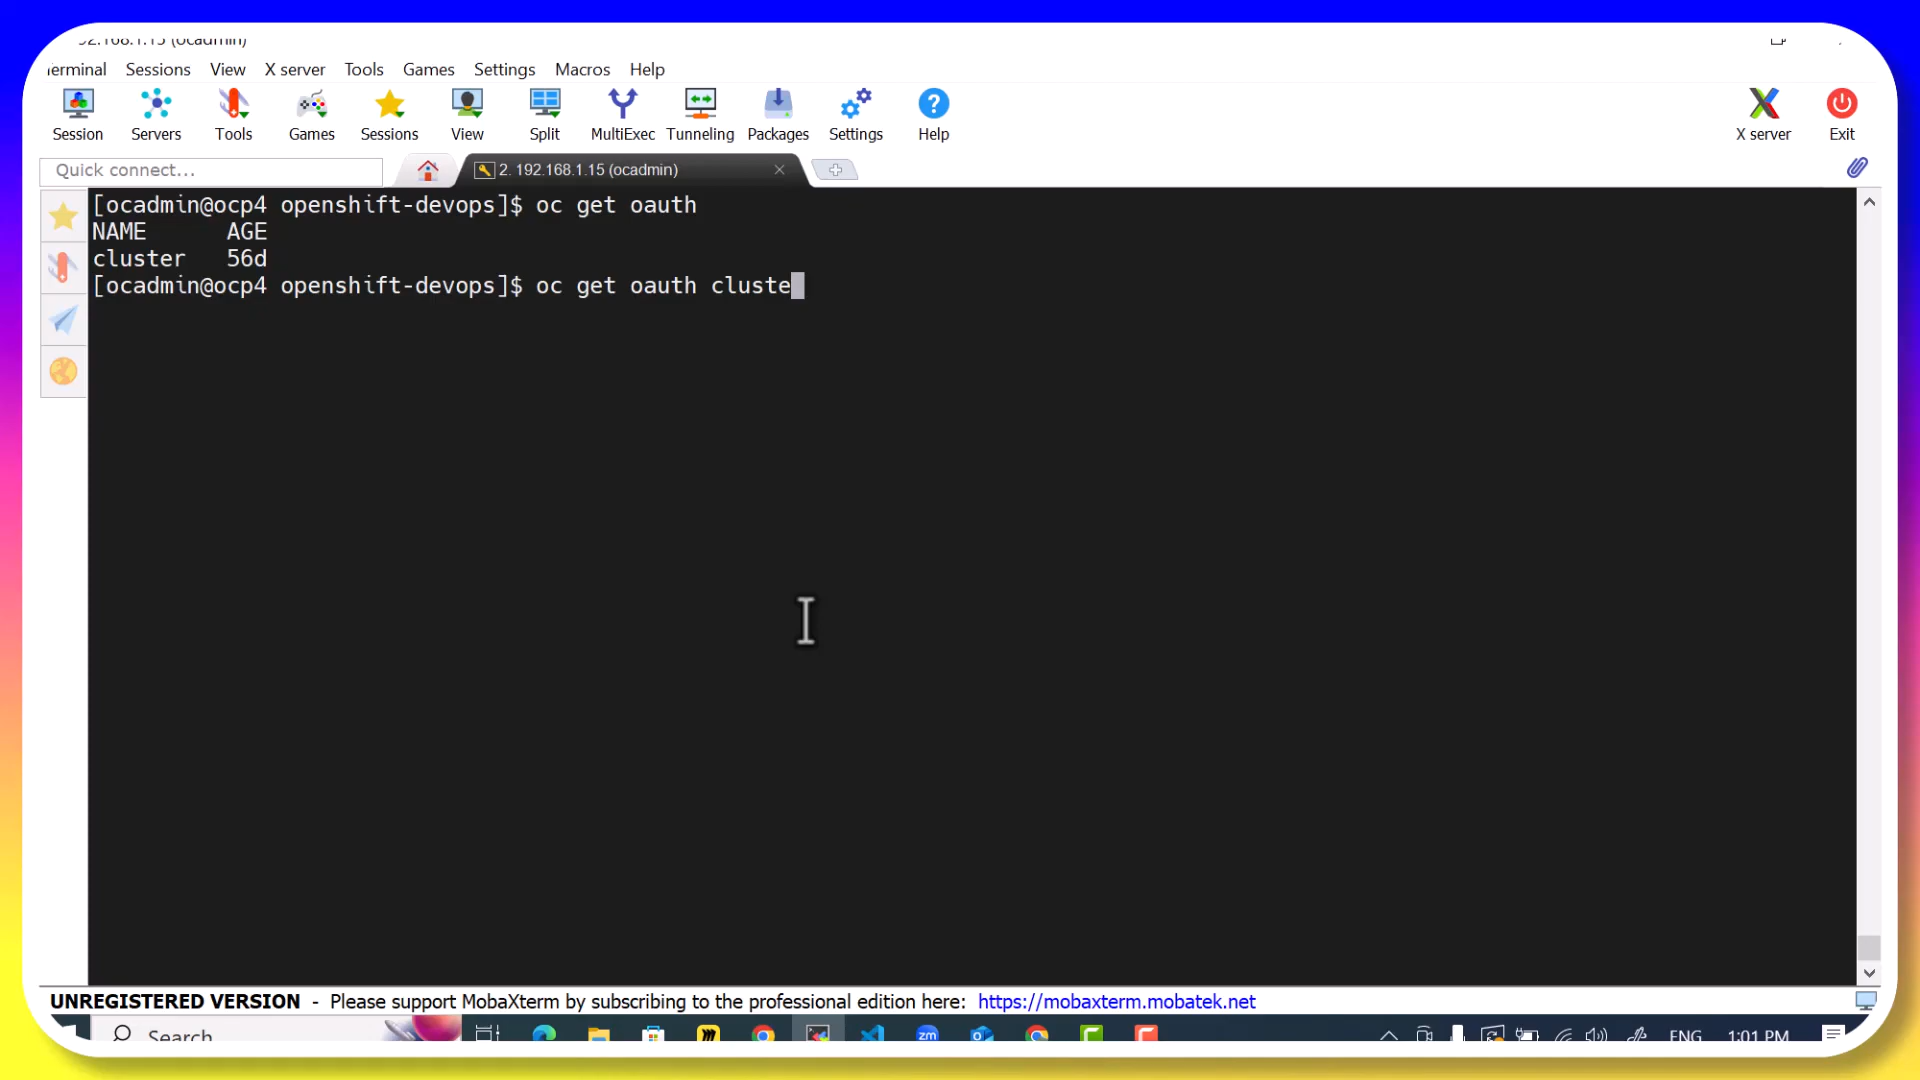 Sessions View X server Tools Games Settings Macros Help
Session Servers Tools Games Sessions View Split MultiExec Tunneling Packages Settings Help X server Exit
Quick connect... 2. 192.168.1.15 (ocadmin)
[ocadmin@ocp4 openshift-devops]$ oc get oauth
NAME AGE
cluster 56d
[ocadmin@ocp4 openshift-devops]$ oc get oauth cluste
UNREGISTERED VERSION - Please support MobaXterm by subscribing to the professional edition here: https://mobaxterm.mobatek.net
Search ENG 1:01 PM